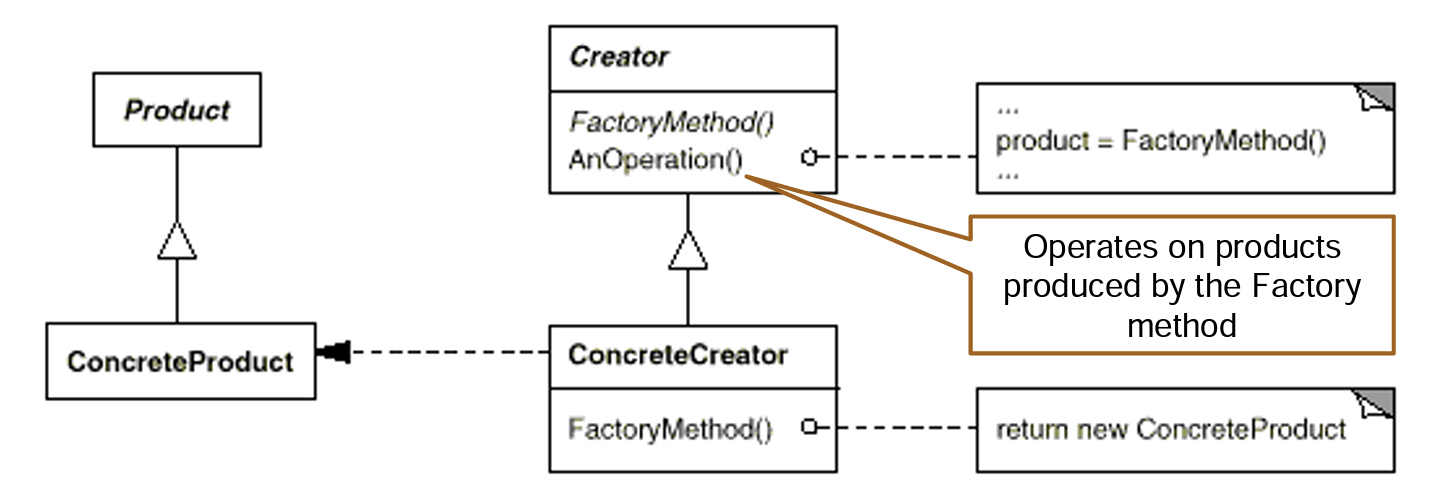 Product
ConcreteProduct
Creator
FactoryMethod()
AnOperation()
...
product = FactoryMethod()
...
Operates on products
produced by the Factory
method
ConcreteCreator
FactoryMethod()
return new ConcreteProduct